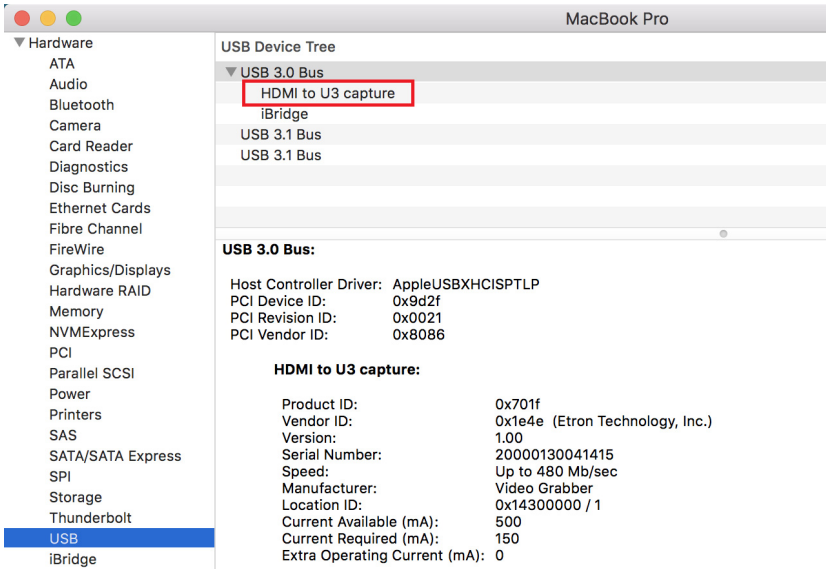 MacBook Pro
Hardware
ATA
Audio
Bluetooth
Camera
Card Reader
Diagnostics
Disc Burning
Ethernet Cards
Fibre Channel
FireWire
Graphics/Displays
Hardware RAID
Memory
NVMExpress
PCI
Parallel SCSI
Power
Printers
SAS
SATA/SATA Express
SPI
Storage
Thunderbolt
USB
iBridge
USB Device Tree
USB 3.0 Bus
HDMI to U3 capture
iBridge
USB 3.1 Bus
USB 3.1 Bus
USB 3.0 Bus:
Host Controller Driver: AppleUSBXHCISPTLP
PCI Device ID: 0x9d2f
PCI Revision ID: 0x0021
PCI Vendor ID: 0x8086
HDMI to U3 capture:
Product ID: 0x701f
Vendor ID: 0x1e4e (Etron Technology, Inc.)
Version: 1.00
Serial Number: 20000130041415
Speed: Up to 480 Mb/sec
Manufacturer: Video Grabber
Location ID: 0x14300000 / 1
Current Available (mA): 500
Current Required (mA): 150
Extra Operating Current (mA): 0